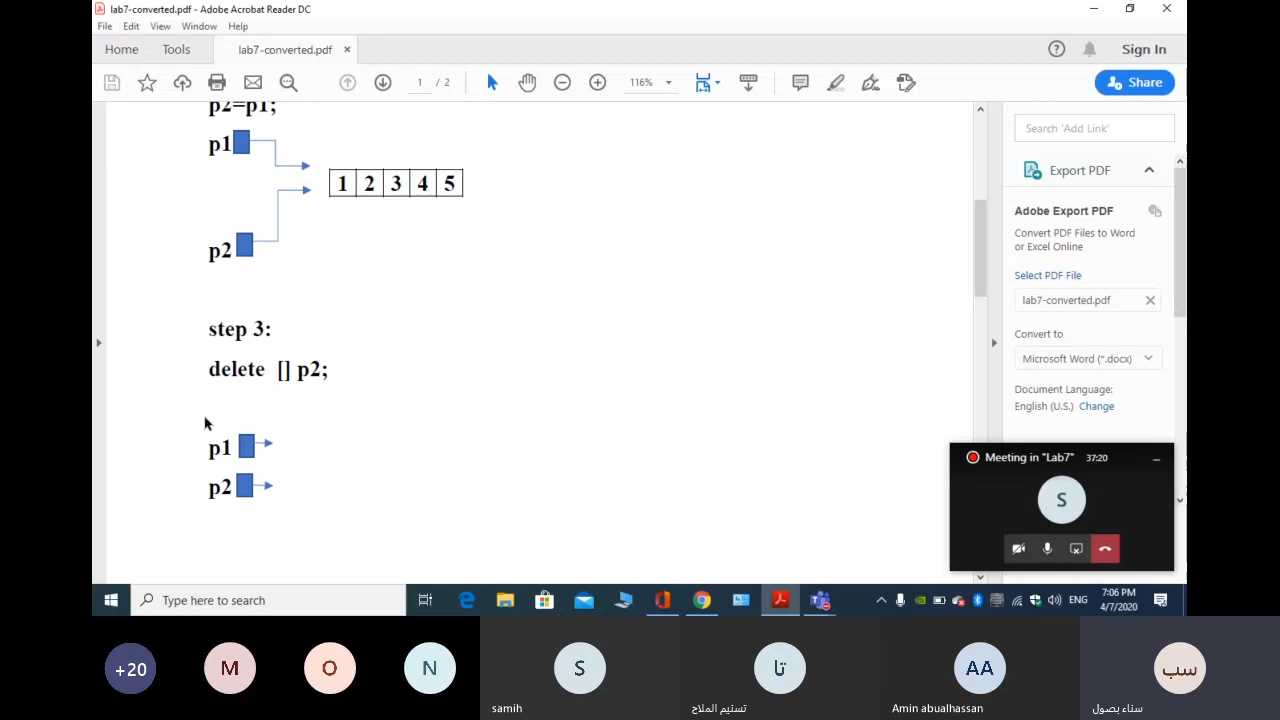 lab7-converted.pdf - Adobe Acrobat Reader DC
File Edit View Window Help
Home Tools lab7-converted.pdf × Sign In
1 / 2 116% Share
p2=p1;
p1
1 2 3 4 5
p2
step 3:
delete [] p2;
p1
p2
Search 'Add Link'
Export PDF
Adobe Export PDF
Convert PDF Files to Word
or Excel Online
Select PDF File
lab7-converted.pdf
Convert to
Microsoft Word (*.docx)
Document Language:
English (U.S.) Change
Meeting in "Lab7" 37:20
S
Type here to search
ENG
7:06 PM
4/7/2020
+20 M O N S تا AA سب
samih تسنيم الملاح Amin abualhassan سناء بصول